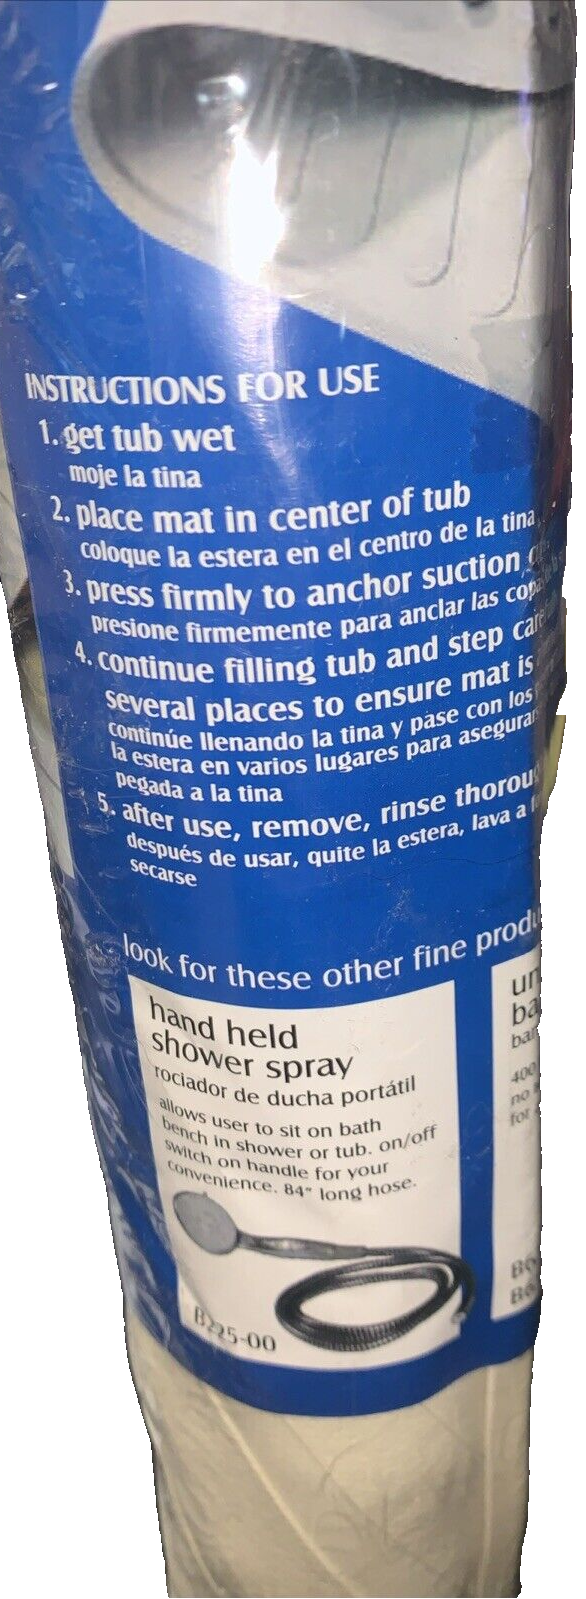 INSTRUCTIONS FOR USE
1. get tub wet
moje la tina
2. place mat in center of tub
coloque la estera en el centro de la tina
3. press firmly to anchor suction
presione firmemente para anclar las
4. continue filling tub and step
several places to ensure mat is
continúe llenando la tina y pase con los
la estera en varios lugares para
pegada a la tina
5. after use, remove, rinse
después de usar, quite la estera, lava a
secarse
look for these other fine
hand held
shower spray
rociador de ducha portátil
allows user to sit on bath
bench in shower or tub. on/off
switch on handle for your
convenience. 84" long hose.
B225-00
400
no
for